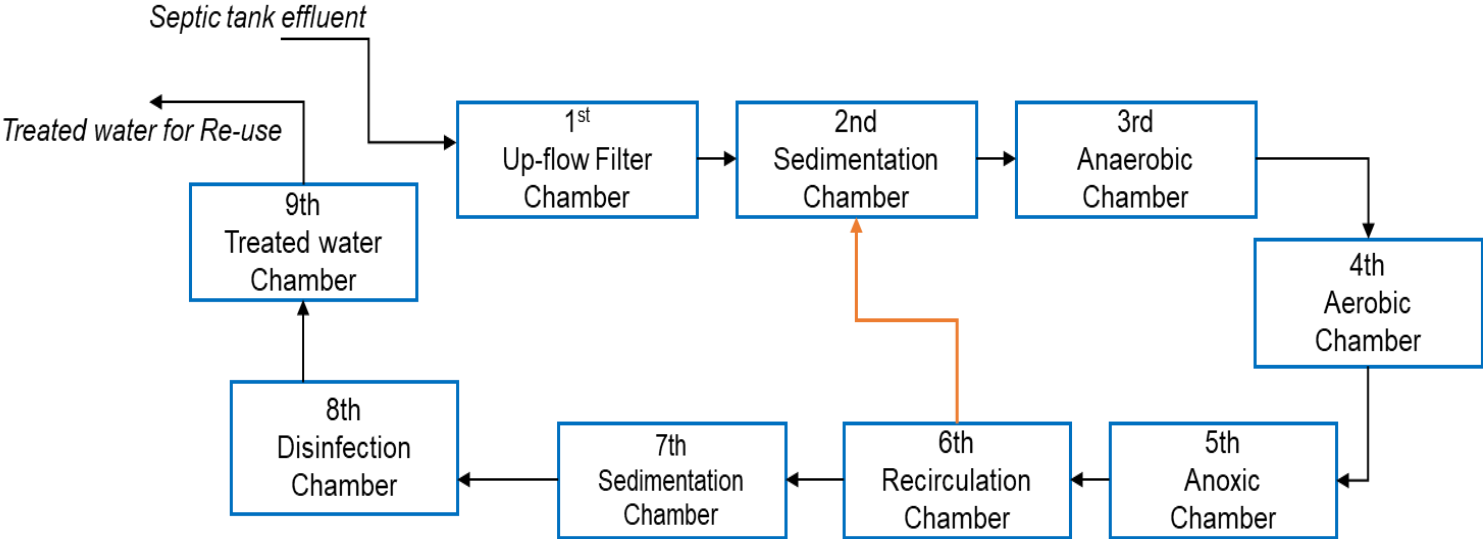 Septic tank effluent
Treated water for Re-use
1st
Up-flow Filter
Chamber
2nd
Sedimentation
Chamber
3rd
Anaerobic
Chamber
4th
Aerobic
Chamber
5th
Anoxic
Chamber
6th
Recirculation
Chamber
7th
Sedimentation
Chamber
8th
Disinfection
Chamber
9th
Treated water
Chamber